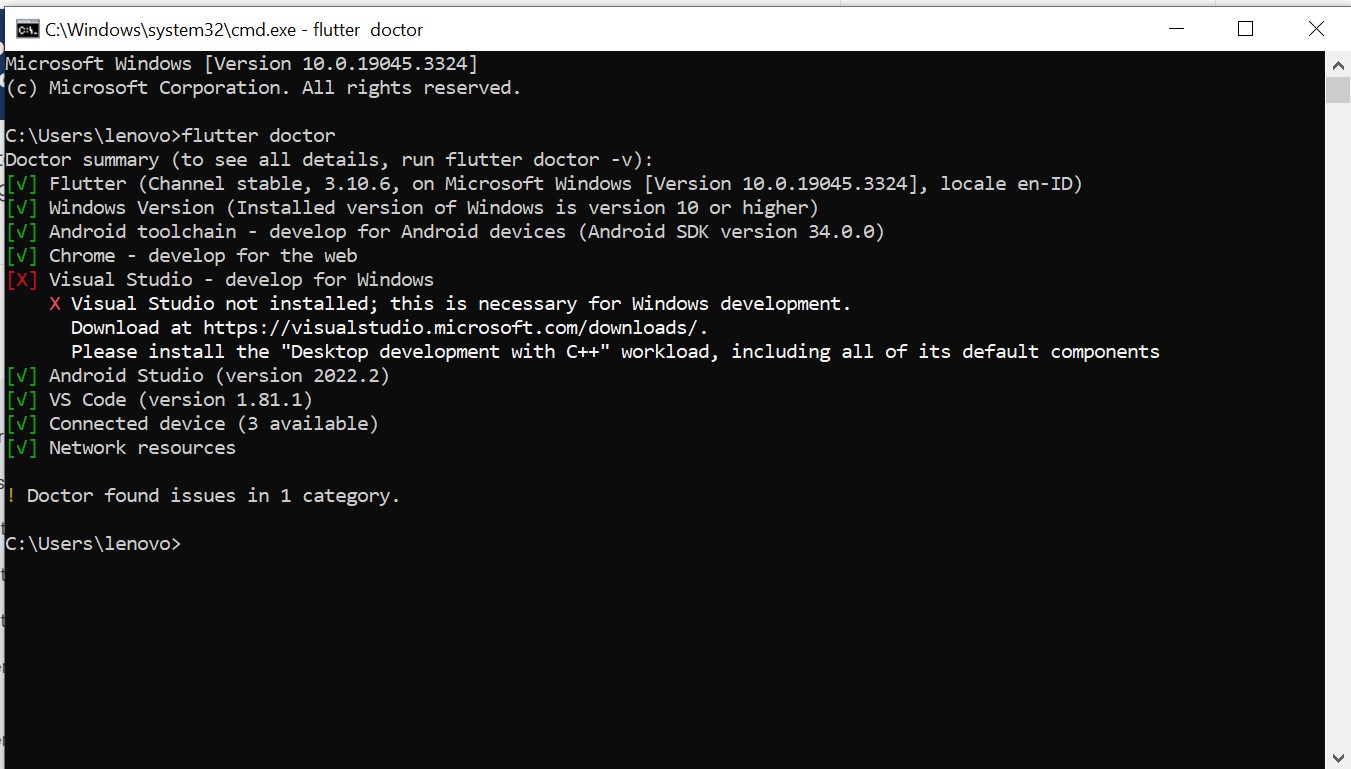 C:\Windows\system32\cmd.exe - flutter  doctor
Microsoft Windows [Version 10.0.19045.3324]
(c) Microsoft Corporation. All rights reserved.
C:\Users\lenovo>flutter doctor
Doctor summary (to see all details, run flutter doctor -v):
[√] Flutter (Channel stable, 3.10.6, on Microsoft Windows [Version 10.0.19045.3324], locale en-ID)
[√] Windows Version (Installed version of Windows is version 10 or higher)
[√] Android toolchain - develop for Android devices (Android SDK version 34.0.0)
[√] Chrome - develop for the web
[X] Visual Studio - develop for Windows
X Visual Studio not installed; this is necessary for Windows development.
Download at https://visualstudio.microsoft.com/downloads/.
Please install the "Desktop development with C++" workload, including all of its default components
[√] Android Studio (version 2022.2)
[√] VS Code (version 1.81.1)
[√] Connected device (3 available)
[√] Network resources
! Doctor found issues in 1 category.
C:\Users\lenovo>